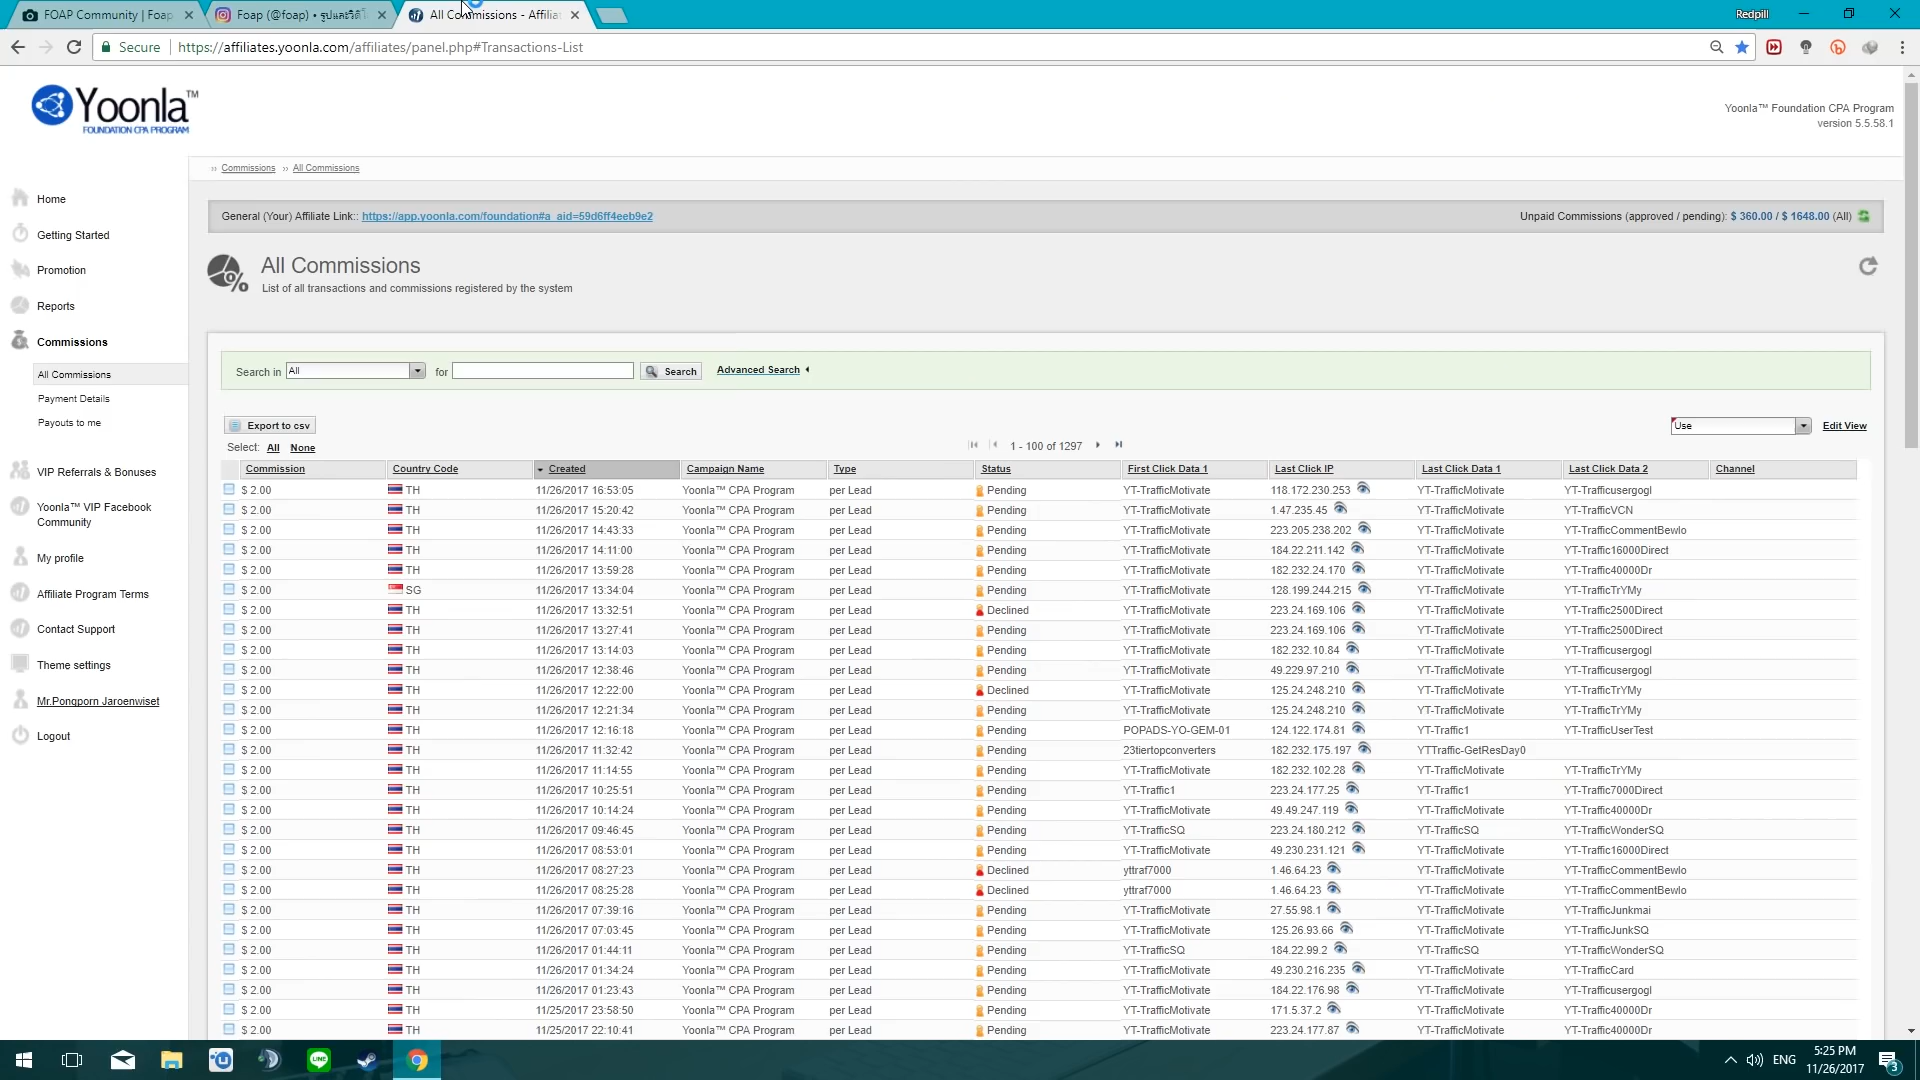 FOAP Community | Foap
Foap (@foap) • รูปและวิดีโ
All Commissions - Affilia
Redpill
Secure
https://affiliates.yoonla.com/affiliates/panel.php#Transactions-List
Yoonla™
FOUNDATION CPA PROGRAM
Yoonla™ Foundation CPA Program
version 5.5.58.1
›› Commissions ›› All Commissions
General (Your) Affiliate Link:: https://app.yoonla.com/foundation#a_aid=59d6ff4eeb9e2
Unpaid Commissions (approved / pending): $ 360.00 / $ 1648.00 (All)
Home
Getting Started
Promotion
Reports
Commissions
All Commissions
Payment Details
Payouts to me
VIP Referrals & Bonuses
Yoonla™ VIP Facebook
Community
My profile
Affiliate Program Terms
Contact Support
Theme settings
Mr.Pongporn Jaroenwiset
Logout
All Commissions
List of all transactions and commissions registered by the system
Search in All for Search Advanced Search
Export to csv
Use Edit View
Select: All None
1 - 100 of 1297
Commission Country Code Created Campaign Name Type Status First Click Data 1 Last Click IP Last Click Data 1 Last Click Data 2 Channel
$ 2.00 TH 11/26/2017 16:53:05 Yoonla™ CPA Program per Lead Pending YT-TrafficMotivate 118.172.230.253 YT-TrafficMotivate YT-Trafficusergogl
$ 2.00 TH 11/26/2017 15:20:42 Yoonla™ CPA Program per Lead Pending YT-TrafficMotivate 1.47.235.45 YT-TrafficMotivate YT-TrafficVCN
$ 2.00 TH 11/26/2017 14:43:33 Yoonla™ CPA Program per Lead Pending YT-TrafficMotivate 223.205.238.202 YT-TrafficMotivate YT-TrafficCommentBewlo
$ 2.00 TH 11/26/2017 14:11:00 Yoonla™ CPA Program per Lead Pending YT-TrafficMotivate 184.22.211.142 YT-TrafficMotivate YT-Traffic16000Direct
$ 2.00 TH 11/26/2017 13:59:28 Yoonla™ CPA Program per Lead Pending YT-TrafficMotivate 182.232.24.170 YT-TrafficMotivate YT-Traffic40000Dr
$ 2.00 SG 11/26/2017 13:34:04 Yoonla™ CPA Program per Lead Pending YT-TrafficMotivate 128.199.244.215 YT-TrafficMotivate YT-TrafficTrYMy
$ 2.00 TH 11/26/2017 13:32:51 Yoonla™ CPA Program per Lead Declined YT-TrafficMotivate 223.24.169.106 YT-TrafficMotivate YT-Traffic2500Direct
$ 2.00 TH 11/26/2017 13:27:41 Yoonla™ CPA Program per Lead Pending YT-TrafficMotivate 223.24.169.106 YT-TrafficMotivate YT-Traffic2500Direct
$ 2.00 TH 11/26/2017 13:14:03 Yoonla™ CPA Program per Lead Pending YT-TrafficMotivate 182.232.10.84 YT-TrafficMotivate YT-Trafficusergogl
$ 2.00 TH 11/26/2017 12:38:46 Yoonla™ CPA Program per Lead Pending YT-TrafficMotivate 49.229.97.210 YT-TrafficMotivate YT-Trafficusergogl
$ 2.00 TH 11/26/2017 12:22:00 Yoonla™ CPA Program per Lead Declined YT-TrafficMotivate 125.24.248.210 YT-TrafficMotivate YT-TrafficTrYMy
$ 2.00 TH 11/26/2017 12:21:34 Yoonla™ CPA Program per Lead Pending YT-TrafficMotivate 125.24.248.210 YT-TrafficMotivate YT-TrafficTrYMy
$ 2.00 TH 11/26/2017 12:16:18 Yoonla™ CPA Program per Lead Pending POPADS-YO-GEM-01 124.122.174.81 YT-Traffic1 YT-TrafficUserTest
$ 2.00 TH 11/26/2017 11:32:42 Yoonla™ CPA Program per Lead Pending 23tiertopconverters 182.232.175.197 YTTraffic-GetResDay0
$ 2.00 TH 11/26/2017 11:14:55 Yoonla™ CPA Program per Lead Pending YT-TrafficMotivate 182.232.102.28 YT-TrafficMotivate YT-TrafficTrYMy
$ 2.00 TH 11/26/2017 10:25:51 Yoonla™ CPA Program per Lead Pending YT-Traffic1 223.24.177.25 YT-Traffic1 YT-Traffic7000Direct
$ 2.00 TH 11/26/2017 10:14:24 Yoonla™ CPA Program per Lead Pending YT-TrafficMotivate 49.49.247.119 YT-TrafficMotivate YT-Traffic40000Dr
$ 2.00 TH 11/26/2017 09:46:45 Yoonla™ CPA Program per Lead Pending YT-TrafficSQ 223.24.180.212 YT-TrafficSQ YT-TrafficWonderSQ
$ 2.00 TH 11/26/2017 08:53:01 Yoonla™ CPA Program per Lead Pending YT-TrafficMotivate 49.230.231.121 YT-TrafficMotivate YT-Traffic16000Direct
$ 2.00 TH 11/26/2017 08:27:23 Yoonla™ CPA Program per Lead Declined yttraf7000 1.46.64.23 YT-TrafficMotivate YT-TrafficCommentBewlo
$ 2.00 TH 11/26/2017 08:25:28 Yoonla™ CPA Program per Lead Declined yttraf7000 1.46.64.23 YT-TrafficMotivate YT-TrafficCommentBewlo
$ 2.00 TH 11/26/2017 07:39:16 Yoonla™ CPA Program per Lead Pending YT-TrafficMotivate 27.55.98.1 YT-TrafficMotivate YT-TrafficJunkmai
$ 2.00 TH 11/26/2017 07:03:45 Yoonla™ CPA Program per Lead Pending YT-TrafficMotivate 125.26.93.66 YT-TrafficMotivate YT-TrafficJunkSQ
$ 2.00 TH 11/26/2017 01:44:11 Yoonla™ CPA Program per Lead Pending YT-TrafficSQ 184.22.99.2 YT-TrafficSQ YT-TrafficWonderSQ
$ 2.00 TH 11/26/2017 01:34:24 Yoonla™ CPA Program per Lead Pending YT-TrafficMotivate 49.230.216.235 YT-TrafficMotivate YT-TrafficCard
$ 2.00 TH 11/26/2017 01:23:43 Yoonla™ CPA Program per Lead Pending YT-TrafficMotivate 184.22.176.98 YT-TrafficMotivate YT-Trafficusergogl
$ 2.00 TH 11/25/2017 23:58:50 Yoonla™ CPA Program per Lead Pending YT-TrafficMotivate 171.5.37.2 YT-TrafficMotivate YT-Traffic40000Dr
$ 2.00 TH 11/25/2017 22:10:41 Yoonla™ CPA Program per Lead Pending YT-TrafficMotivate 223.24.177.87 YT-TrafficMotivate YT-Traffic40000Dr
LINE
ENG
5:25 PM
11/26/2017
3